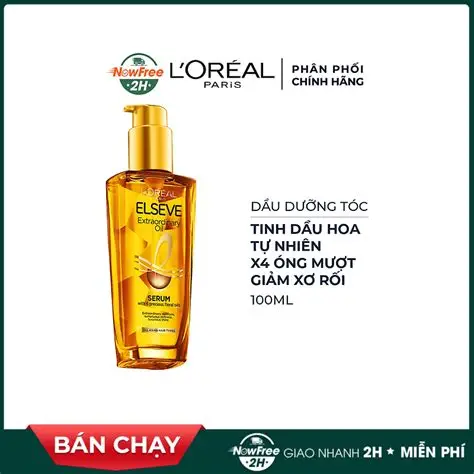 NowFree
2H
L'ORÉAL
PARIS
PHÂN PHỐI
CHÍNH HÃNG
L'ORÉAL
ELSEVE
Extraordinary
Oil
SERUM
DẦU DƯỠNG TÓC
TINH DẦU HOA
TỰ NHIÊN
X4 ÓNG MƯỢT
GIẢM XƠ RỐI
100ML
BÁN CHẠY
NowFree
2H
GIAO NHANH 2H ★ MIỄN PHÍ